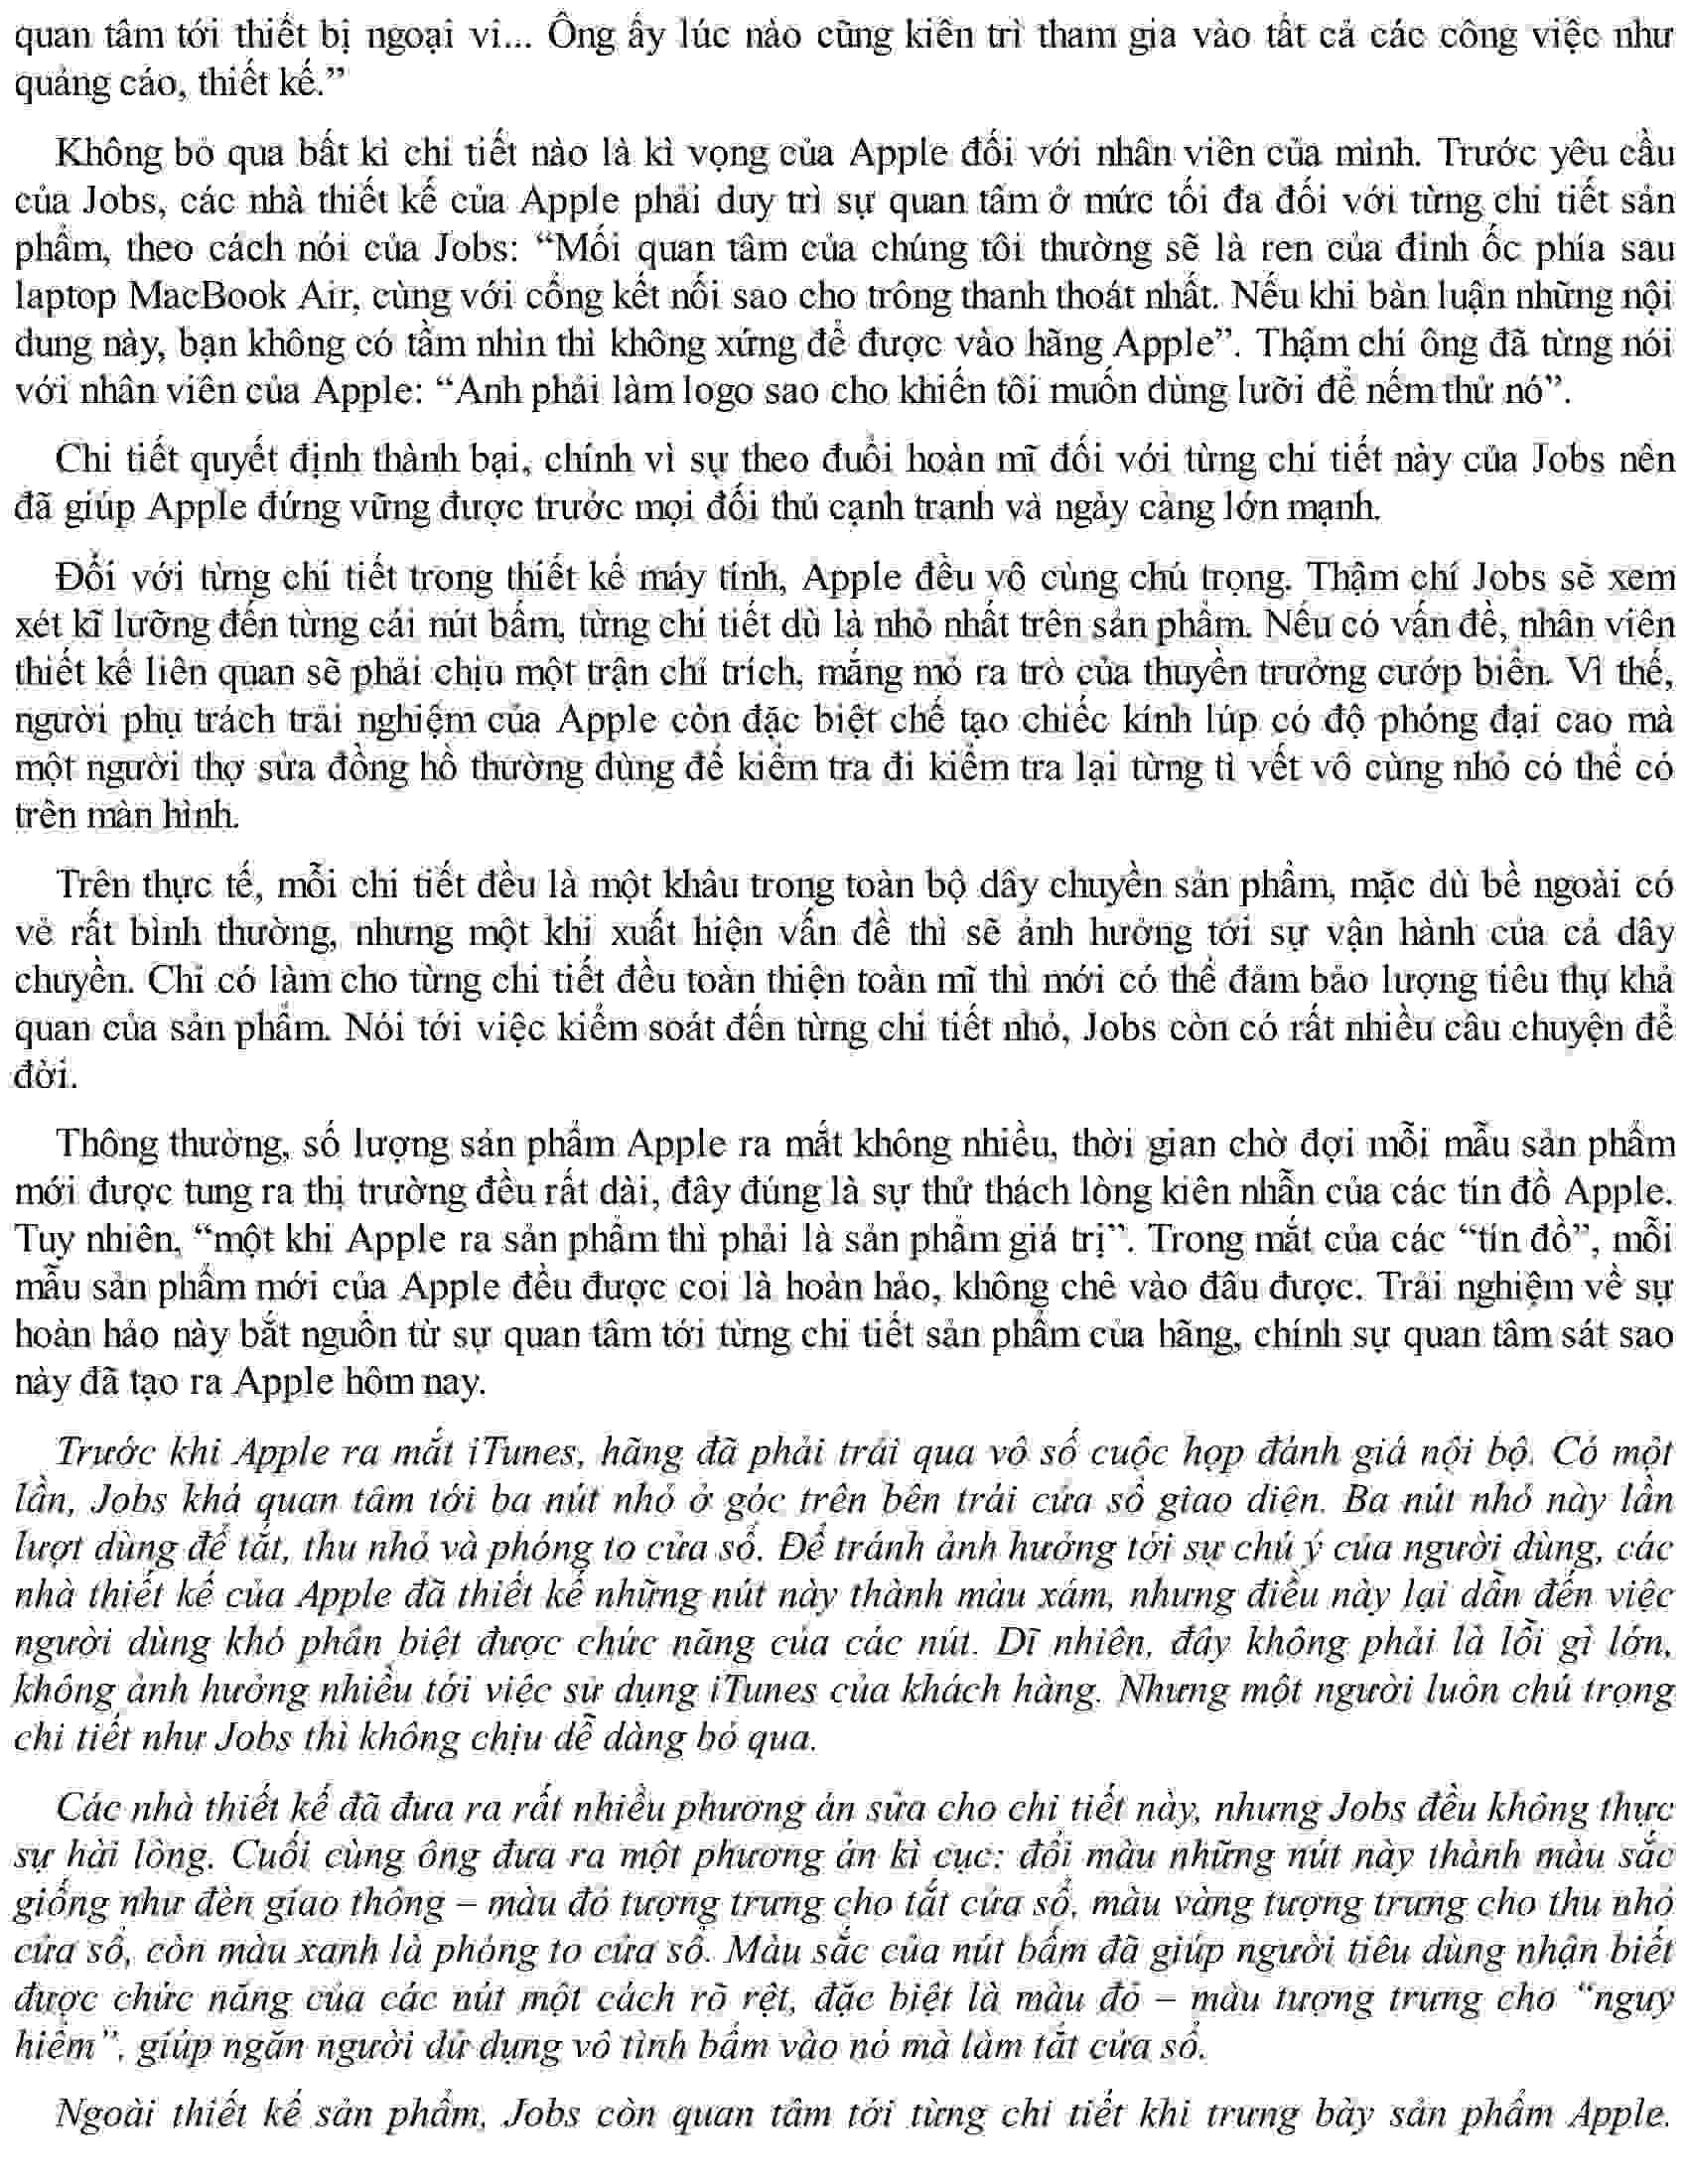 quan tâm tới thiết bị ngoại vi... Ông ấy lúc nào cũng kiên trì tham gia vào tất cả các công việc như
quảng cáo, thiết kế.”
Không bỏ qua bất kì chi tiết nào là kì vọng của Apple đối với nhân viên của mình. Trước yêu cầu
của Jobs, các nhà thiết kế của Apple phải duy trì sự quan tâm ở mức tối đa đối với từng chi tiết sản
phẩm, theo cách nói của Jobs: “Mối quan tâm của chúng tôi thường sẽ là ren của đinh ốc phía sau
laptop MacBook Air, cùng với cổng kết nối sao cho trông thanh thoát nhất. Nếu khi bàn luận những nội
dung này, bạn không có tầm nhìn thì không xứng để được vào hãng Apple”. Thậm chí ông đã từng nói
với nhân viên của Apple: “Anh phải làm logo sao cho khiến tôi muốn dùng lưỡi để nếm thử nó”.
Chi tiết quyết định thành bại, chính vì sự theo đuổi hoàn mĩ đối với từng chi tiết này của Jobs nên
đã giúp Apple đứng vững được trước mọi đối thủ cạnh tranh và ngày càng lớn mạnh.
Đối với từng chi tiết trong thiết kế máy tính, Apple đều vô cùng chú trọng. Thậm chí Jobs sẽ xem
xét kĩ lưỡng đến từng cái nút bấm, từng chi tiết dù là nhỏ nhất trên sản phẩm. Nếu có vấn đề, nhân viên
thiết kế liên quan sẽ phải chịu một trận chỉ trích, mắng mỏ ra trò của thuyền trưởng cướp biển. Vì thế,
người phụ trách trải nghiệm của Apple còn đặc biệt chế tạo chiếc kính lúp có độ phóng đại cao mà
một người thợ sửa đồng hồ thường dùng để kiểm tra đi kiểm tra lại từng tì vết vô cùng nhỏ có thể có
trên màn hình.
Trên thực tế, mỗi chi tiết đều là một khâu trong toàn bộ dây chuyền sản phẩm, mặc dù bề ngoài có
vẻ rất bình thường, nhưng một khi xuất hiện vấn đề thì sẽ ảnh hưởng tới sự vận hành của cả dây
chuyền. Chỉ có làm cho từng chi tiết đều toàn thiện toàn mĩ thì mới có thể đảm bảo lượng tiêu thụ khả
quan của sản phẩm. Nói tới việc kiểm soát đến từng chi tiết nhỏ, Jobs còn có rất nhiều câu chuyện để
đời.
Thông thường, số lượng sản phẩm Apple ra mắt không nhiều, thời gian chờ đợi mỗi mẫu sản phẩm
mới được tung ra thị trường đều rất dài, đây đúng là sự thử thách lòng kiên nhẫn của các tín đồ Apple.
Tuy nhiên, “một khi Apple ra sản phẩm thì phải là sản phẩm giá trị”. Trong mắt của các “tín đồ”, mỗi
mẫu sản phẩm mới của Apple đều được coi là hoàn hảo, không chê vào đâu được. Trải nghiệm về sự
hoàn hảo này bắt nguồn từ sự quan tâm tới từng chi tiết sản phẩm của hãng, chính sự quan tâm sát sao
này đã tạo ra Apple hôm nay.
Trước khi Apple ra mắt iTunes, hãng đã phải trải qua vô số cuộc họp đánh giá nội bộ. Có một
lần, Jobs khá quan tâm tới ba nút nhỏ ở góc trên bên trái cửa sổ giao diện. Ba nút nhỏ này lần
lượt dùng để tắt, thu nhỏ và phóng to cửa sổ. Để tránh ảnh hưởng tới sự chú ý của người dùng, các
nhà thiết kế của Apple đã thiết kế những nút này thành màu xám, nhưng điều này lại dẫn đến việc
người dùng khó phân biệt được chức năng của các nút. Dĩ nhiên, đây không phải là lỗi gì lớn,
không ảnh hưởng nhiều tới việc sử dụng iTunes của khách hàng. Nhưng một người luôn chú trọng
chi tiết như Jobs thì không chịu dễ dàng bỏ qua.
Các nhà thiết kế đã đưa ra rất nhiều phương án sửa cho chi tiết này, nhưng Jobs đều không thực
sự hài lòng. Cuối cùng ông đưa ra một phương án kì cục: đổi màu những nút này thành màu sắc
giống như đèn giao thông – màu đỏ tượng trưng cho tắt cửa sổ, màu vàng tượng trưng cho thu nhỏ
cửa sổ, còn màu xanh là phóng to cửa sổ. Màu sắc của nút bấm đã giúp người tiêu dùng nhận biết
được chức năng của các nút một cách rõ rệt, đặc biệt là màu đỏ – màu tượng trưng cho “nguy
hiểm”, giúp ngăn người dử dụng vô tình bấm vào nó mà làm tắt cửa sổ.
Ngoài thiết kế sản phẩm, Jobs còn quan tâm tới từng chi tiết khi trưng bày sản phẩm Apple.